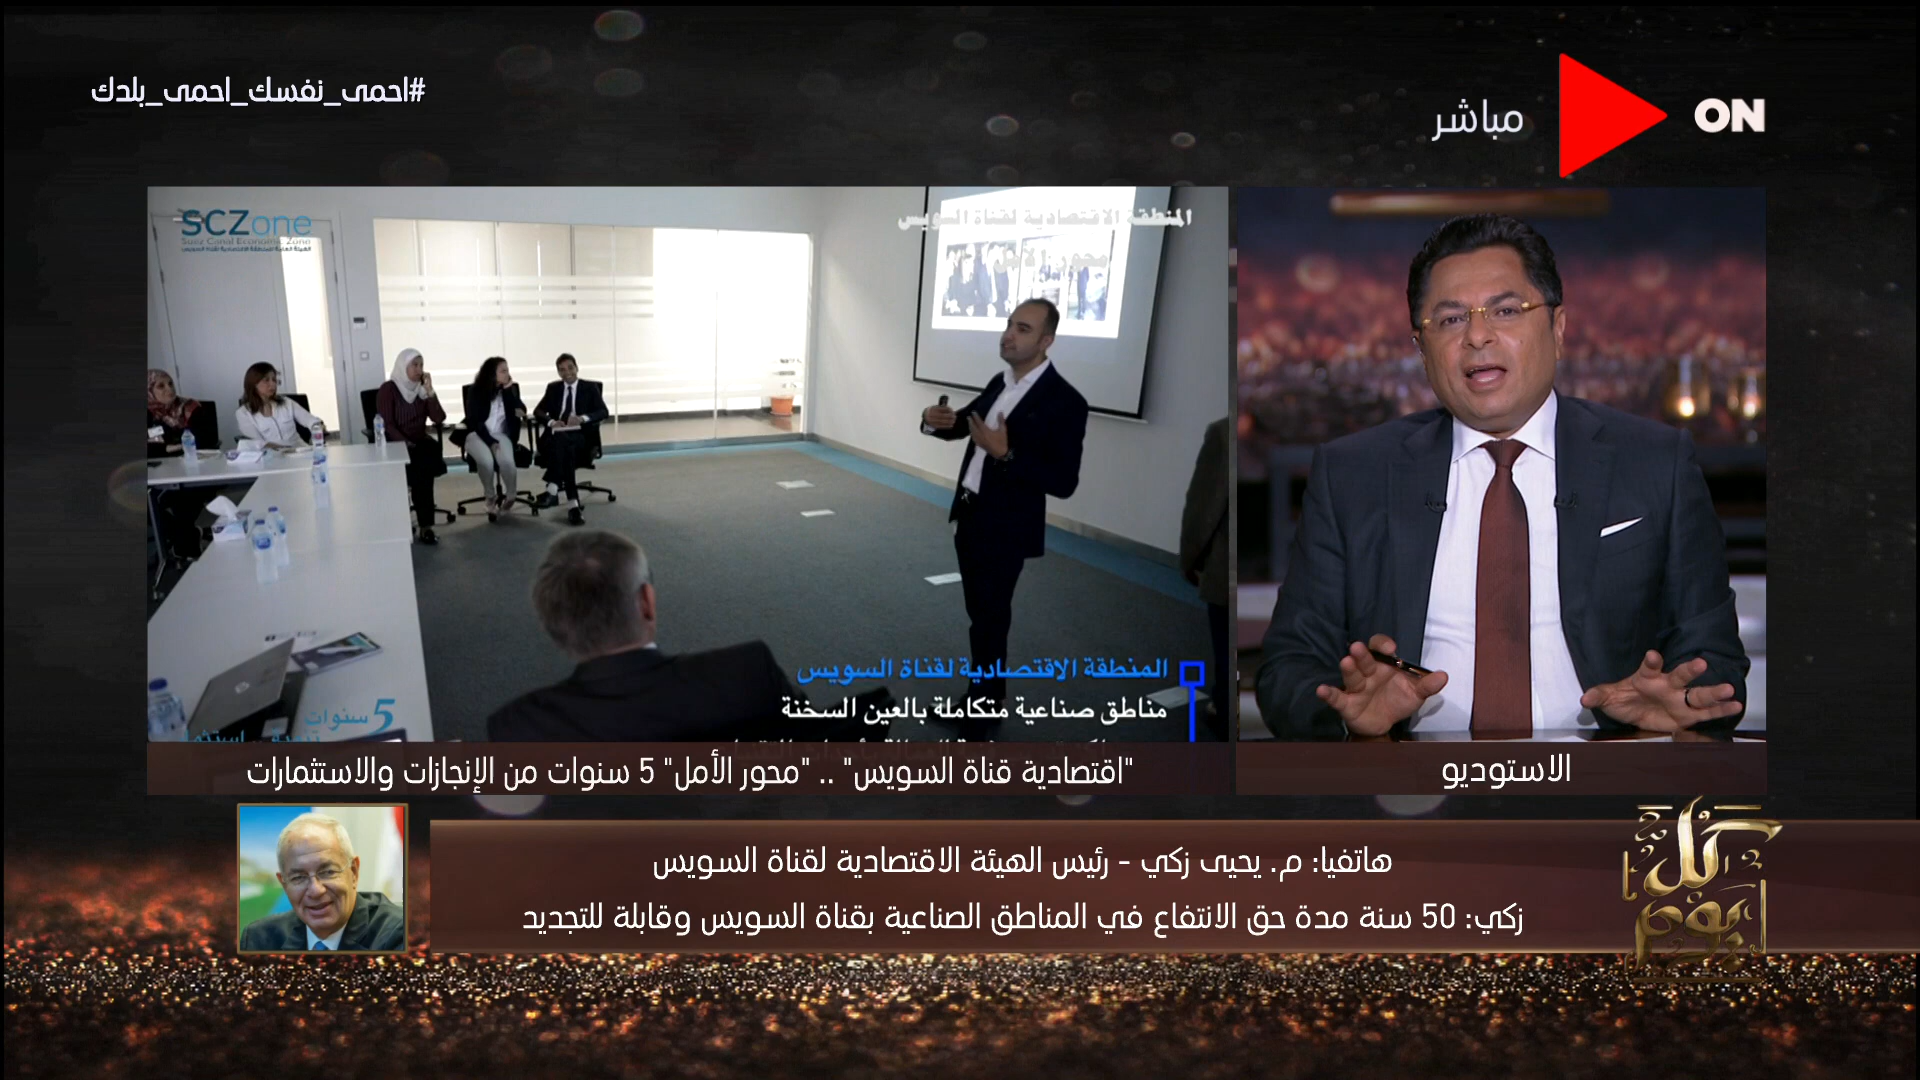 #احمى_نفسك_احمى_بلدك
مباشر
ON
SCZone
Suez Canal Economic Zone
المنطقة الاقتصادية لقناة السويس
محور الأمل
المنطقة الاقتصادية لقناة السويس
مناطق صناعية متكاملة بالعين السخنة
5 سنوات
"اقتصادية قناة السويس" .. "محور الأمل" 5 سنوات من الإنجازات والاستثمارات
الاستوديو
هاتفيا: م. يحيى زكي - رئيس الهيئة الاقتصادية لقناة السويس
زكي: 50 سنة مدة حق الانتفاع في المناطق الصناعية بقناة السويس وقابلة للتجديد
كل
يوم